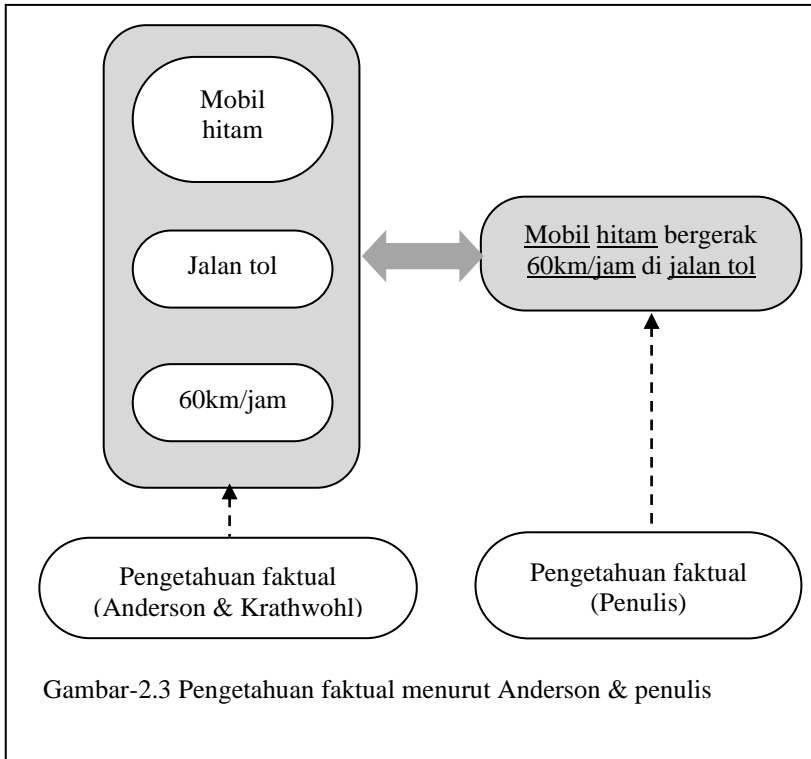 Mobil
hitam
Jalan tol
60km/jam
Mobil hitam bergerak
60km/jam di jalan tol
Pengetahuan faktual
(Anderson & Krathwohl)
Pengetahuan faktual
(Penulis)
Gambar-2.3 Pengetahuan faktual menurut Anderson & penulis